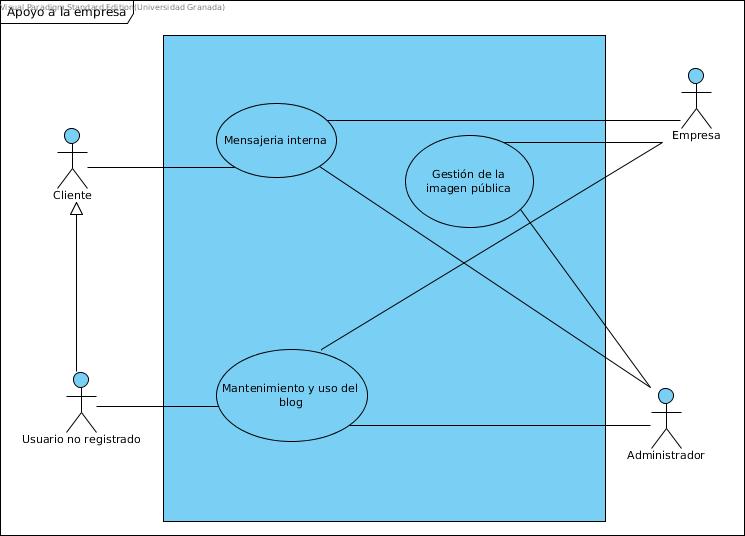 Visual Paradigm Standard Edition(Universidad Granada)
Apoyo a la empresa
Mensajeria interna
Empresa
Gestión de la
imagen pública
Cliente
Mantenimiento y uso del
blog
Usuario no registrado
Administrador